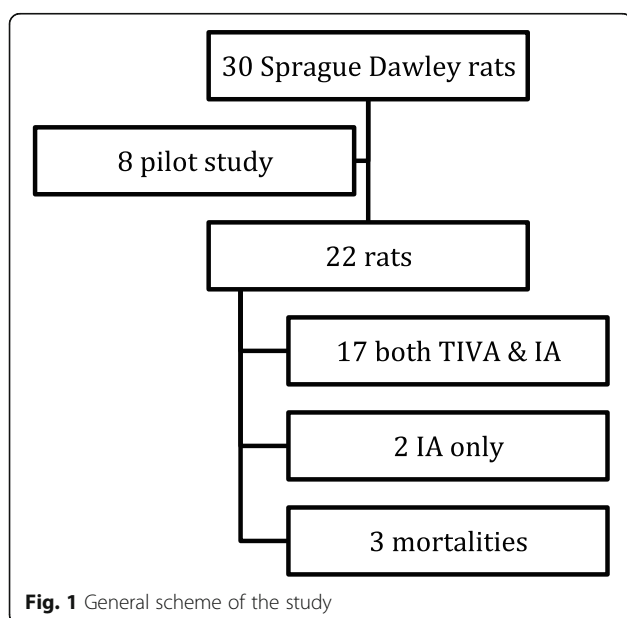 30 Sprague Dawley rats
8 pilot study
22 rats
17 both TIVA & IA
2 IA only
3 mortalities
Fig. 1 General scheme of the study